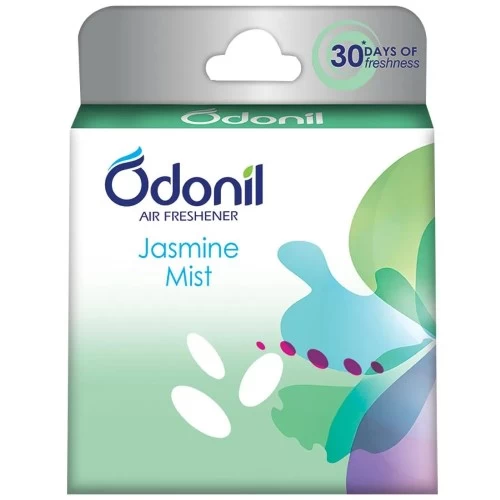 30* DAYS OF
freshness
Odonil
Odonil
AIR FRESHENER
Jasmine
Mist